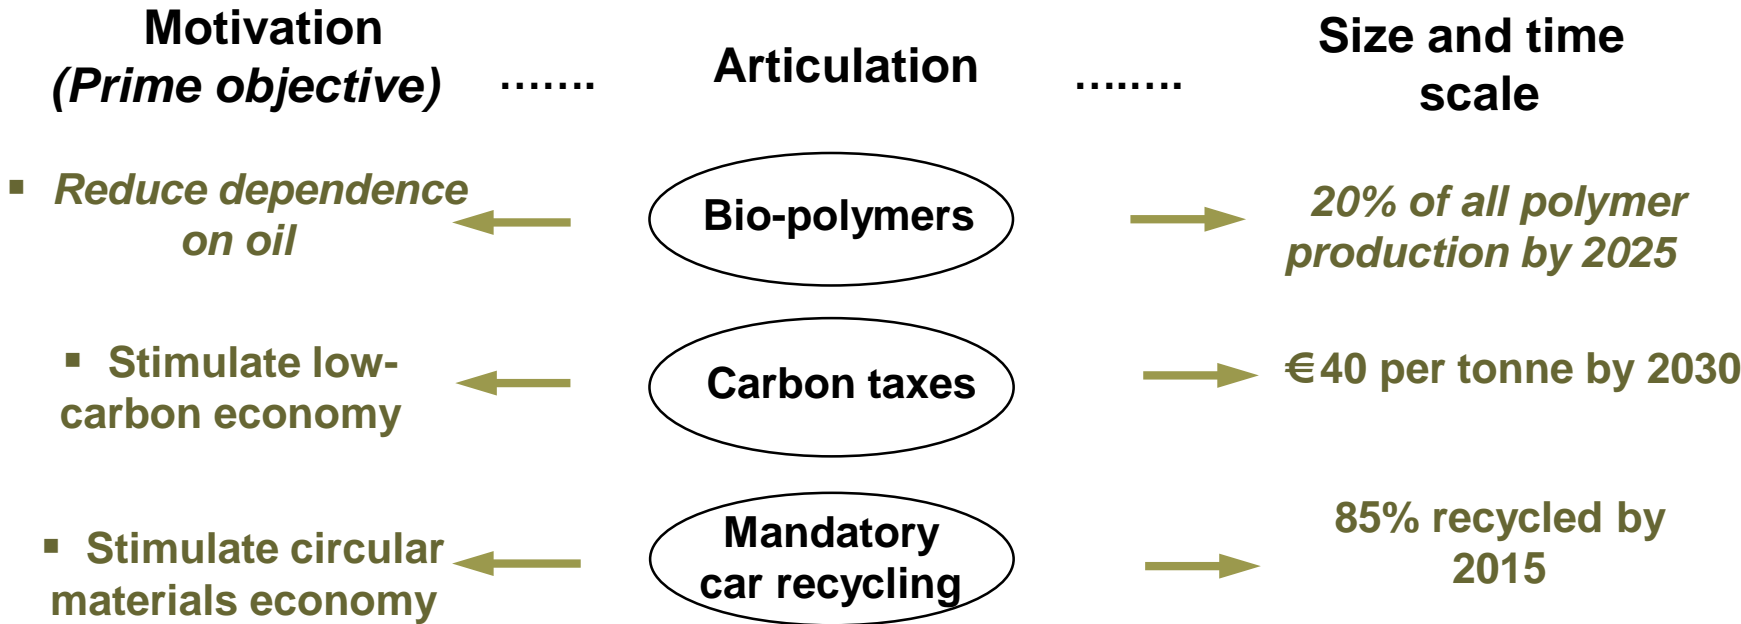 Motivation
(Prime objective)
.......
Articulation
........
Size and time
scale
▪ Reduce dependence
on oil
Bio-polymers
20% of all polymer
production by 2025
▪ Stimulate low-
carbon economy
Carbon taxes
€40 per tonne by 2030
▪ Stimulate circular
materials economy
Mandatory
car recycling
85% recycled by
2015